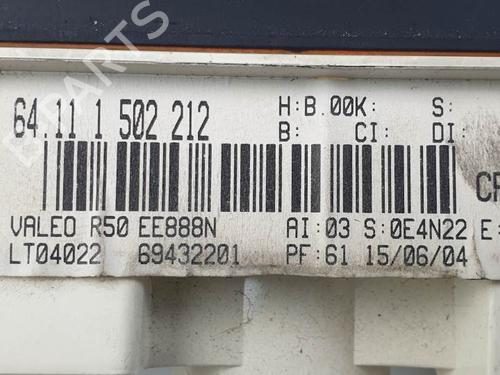 64.11 1 502 212
H:B.00K: S:
B: CI: DI:
VALEO R50 EE888N
AI:03 S:0E4N22 E:
LT04022 69432201
PF:61 15/06/04
B PARTS